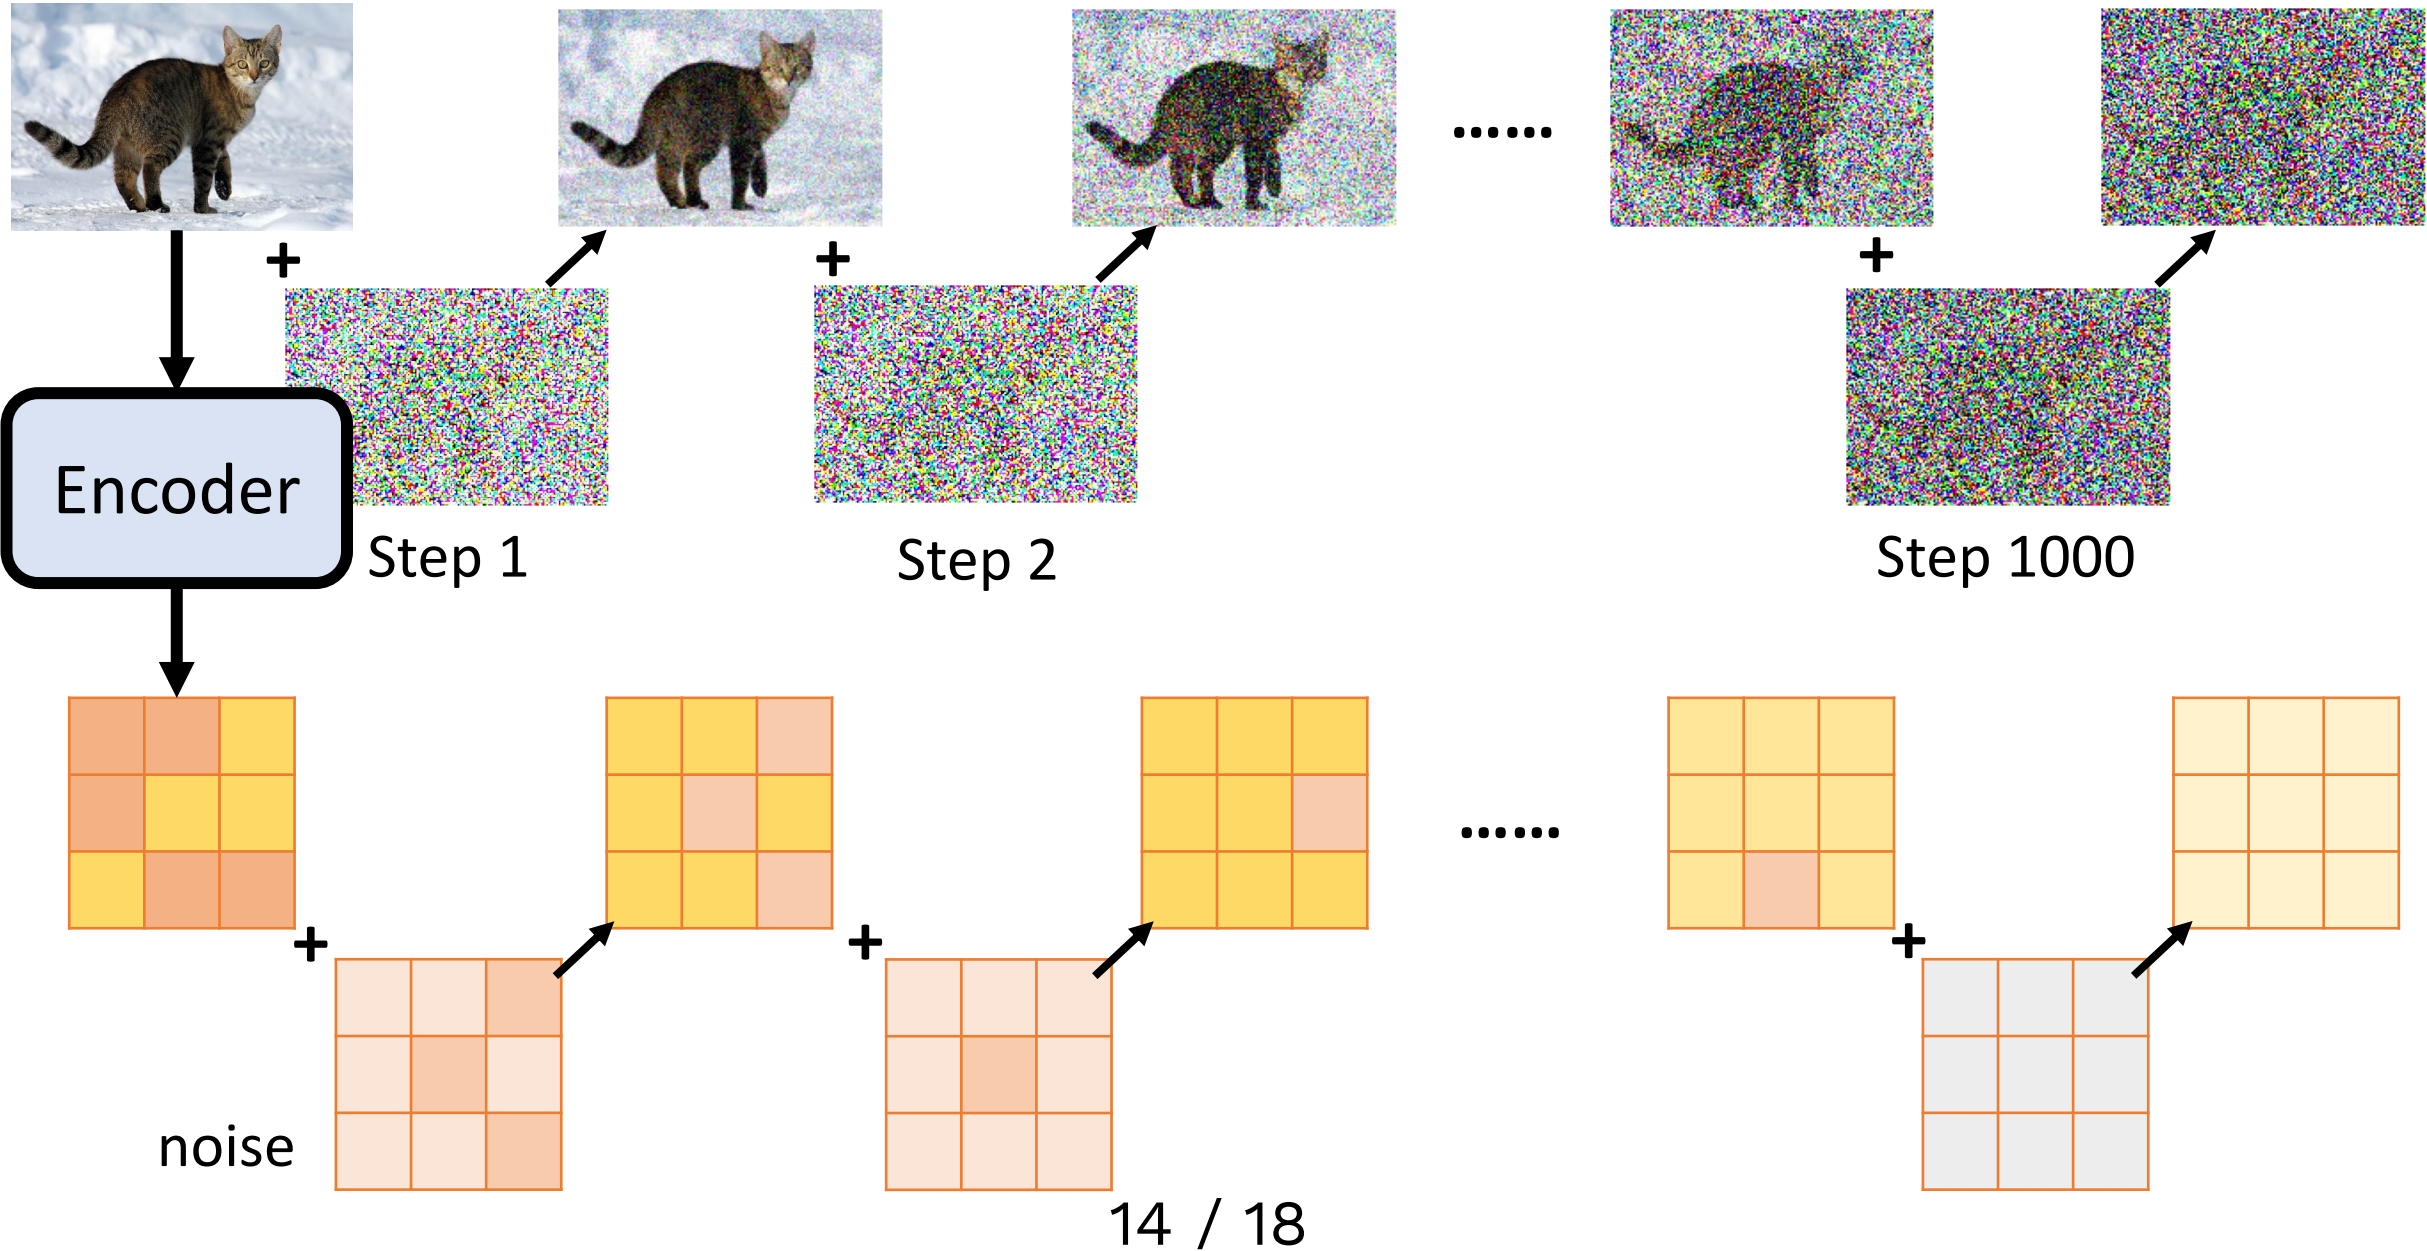 ......
Encoder
Step 1
Step 2
Step 1000
......
noise
14 / 18